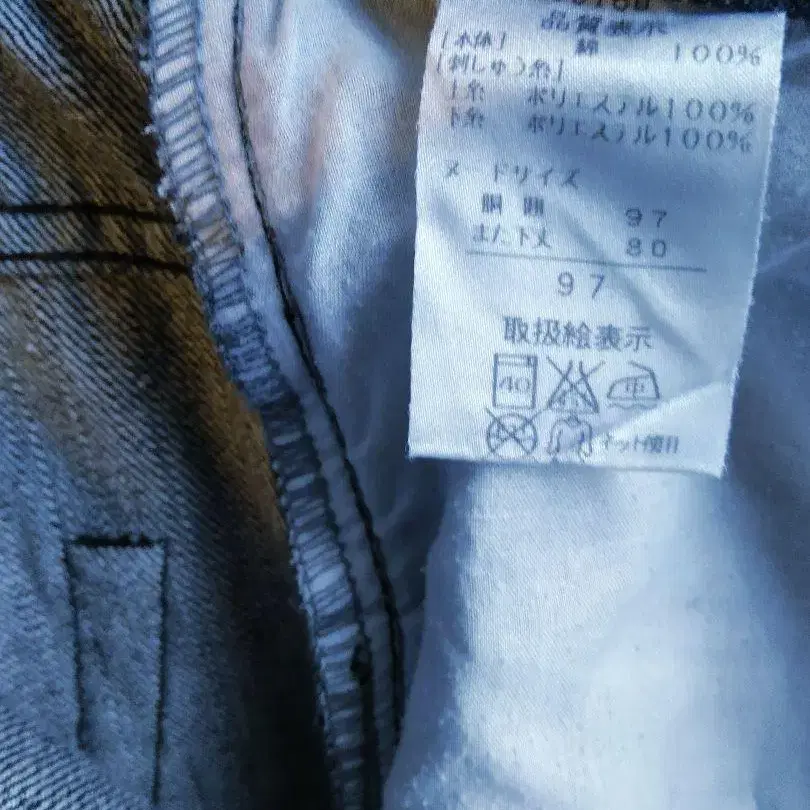 品質表示
[本体] 綿 100%
[刺しゅう糸]
上糸 ポリエステル100%
下糸 ポリエステル100%
ヌードサイズ
胴囲 97
また下丈 80
97
取扱絵表示
40 中
ネット使用